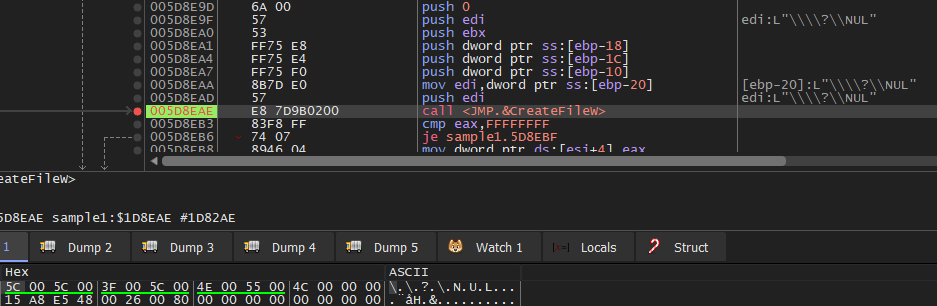 005D8E9D 6A 00 push 0
005D8E9F 57 push edi edi:L"\\\\?\\NUL"
005D8EA0 53 push ebx
005D8EA1 FF75 E8 push dword ptr ss:[ebp-18]
005D8EA4 FF75 E4 push dword ptr ss:[ebp-1C]
005D8EA7 FF75 F0 push dword ptr ss:[ebp-10]
005D8EAA 8B7D E0 mov edi,dword ptr ss:[ebp-20] [ebp-20]:L"\\\\?\\NUL"
005D8EAD 57 push edi edi:L"\\\\?\\NUL"
005D8EAE E8 7D9B0200 call <JMP.&CreateFileW>
005D8EB3 83F8 FF cmp eax,FFFFFFFF
005D8EB6 74 07 je sample1.5D8EBF
005D8EB8 8946 04 mov dword ptr ds:[esi+4],eax
eateFileW>
5D8EAE sample1:$1D8EAE #1D82AE
1 Dump 2 Dump 3 Dump 4 Dump 5 Watch 1 [x=] Locals Struct
Hex ASCII
5C 00 5C 00 3F 00 5C 00 4E 00 55 00 4C 00 00 00 \.\.?.\.N.U.L...
15 A8 E5 48 00 26 00 80 00 00 00 00 00 00 00 00 .¨åH.&..........